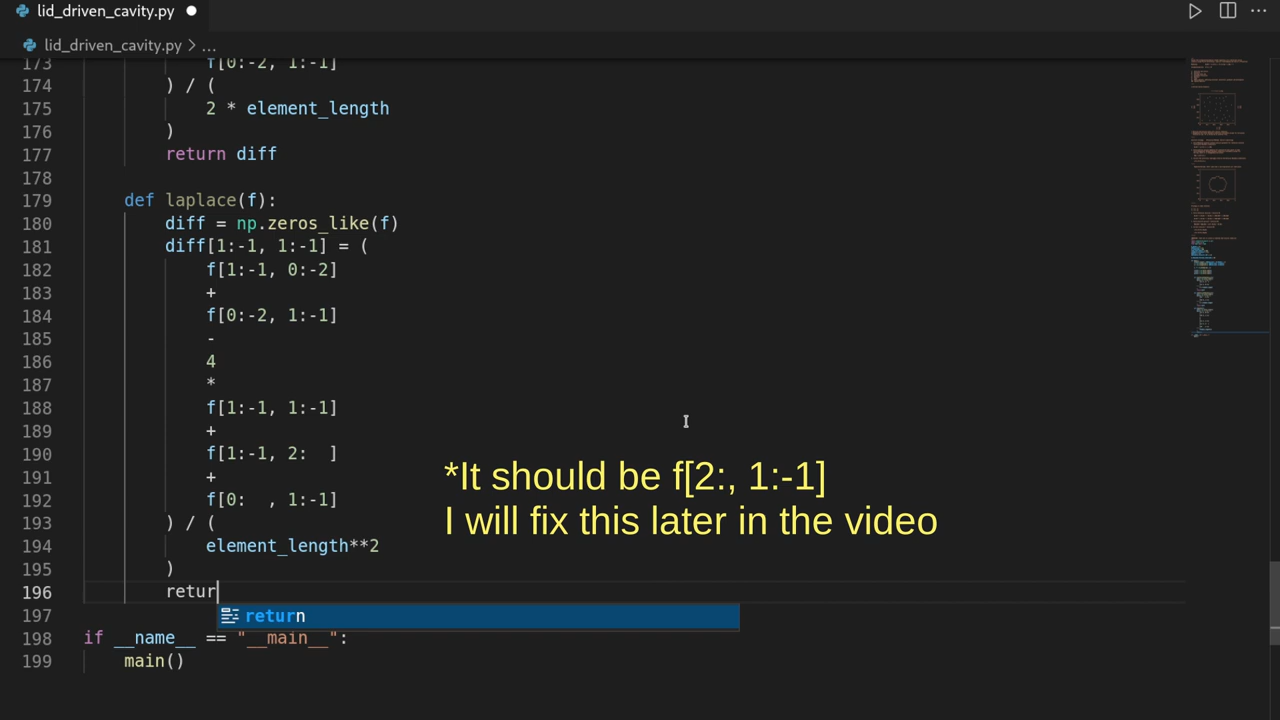 lid_driven_cavity.py
lid_driven_cavity.py > ...
173 f[0:-2, 1:-1]
174 ) / (
175 2 * element_length
176 )
177 return diff
178
179 def laplace(f):
180 diff = np.zeros_like(f)
181 diff[1:-1, 1:-1] = (
182 f[1:-1, 0:-2]
183 +
184 f[0:-2, 1:-1]
185 -
186 4
187 *
188 f[1:-1, 1:-1]
189 +
190 f[1:-1, 2:  ]
191 +
192 f[0:  , 1:-1]
193 ) / (
194 element_length**2
195 )
196 retur
197 return
198 if __name__ == "__main__":
199 main()
*It should be f[2:, 1:-1]
I will fix this later in the video